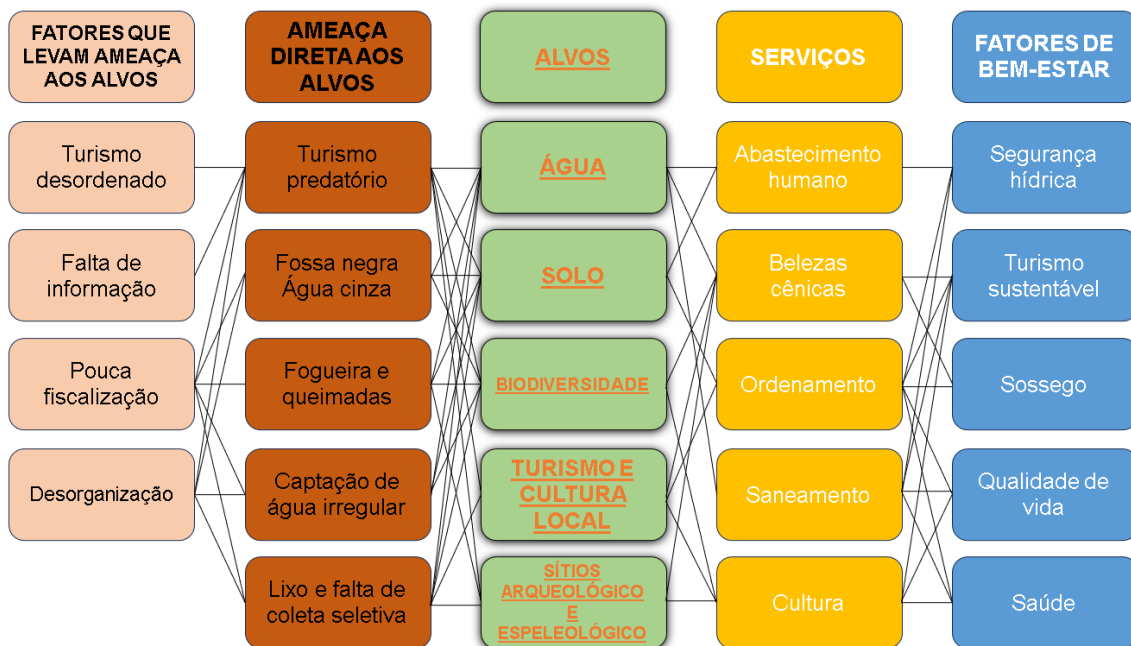 FATORES QUE
LEVAM AMEAÇA
AOS ALVOS
AMEAÇA
DIRETA AOS
ALVOS
ALVOS
SERVIÇOS
FATORES DE
BEM-ESTAR
Turismo
desordenado
Turismo
predatório
ÁGUA
Abastecimento
humano
Segurança
hídrica
Falta de
informação
Fossa negra
Água cinza
SOLO
Belezas
cênicas
Turismo
sustentável
Pouca
fiscalização
Fogueira e
queimadas
BIODIVERSIDADE
Ordenamento
Sossego
Desorganização
Captação de
água irregular
TURISMO E
CULTURA
LOCAL
Saneamento
Qualidade de
vida
Lixo e falta de
coleta seletiva
SÍTIOS
ARQUEOLÓGICO
E
ESPELEOLÓGICO
Cultura
Saúde